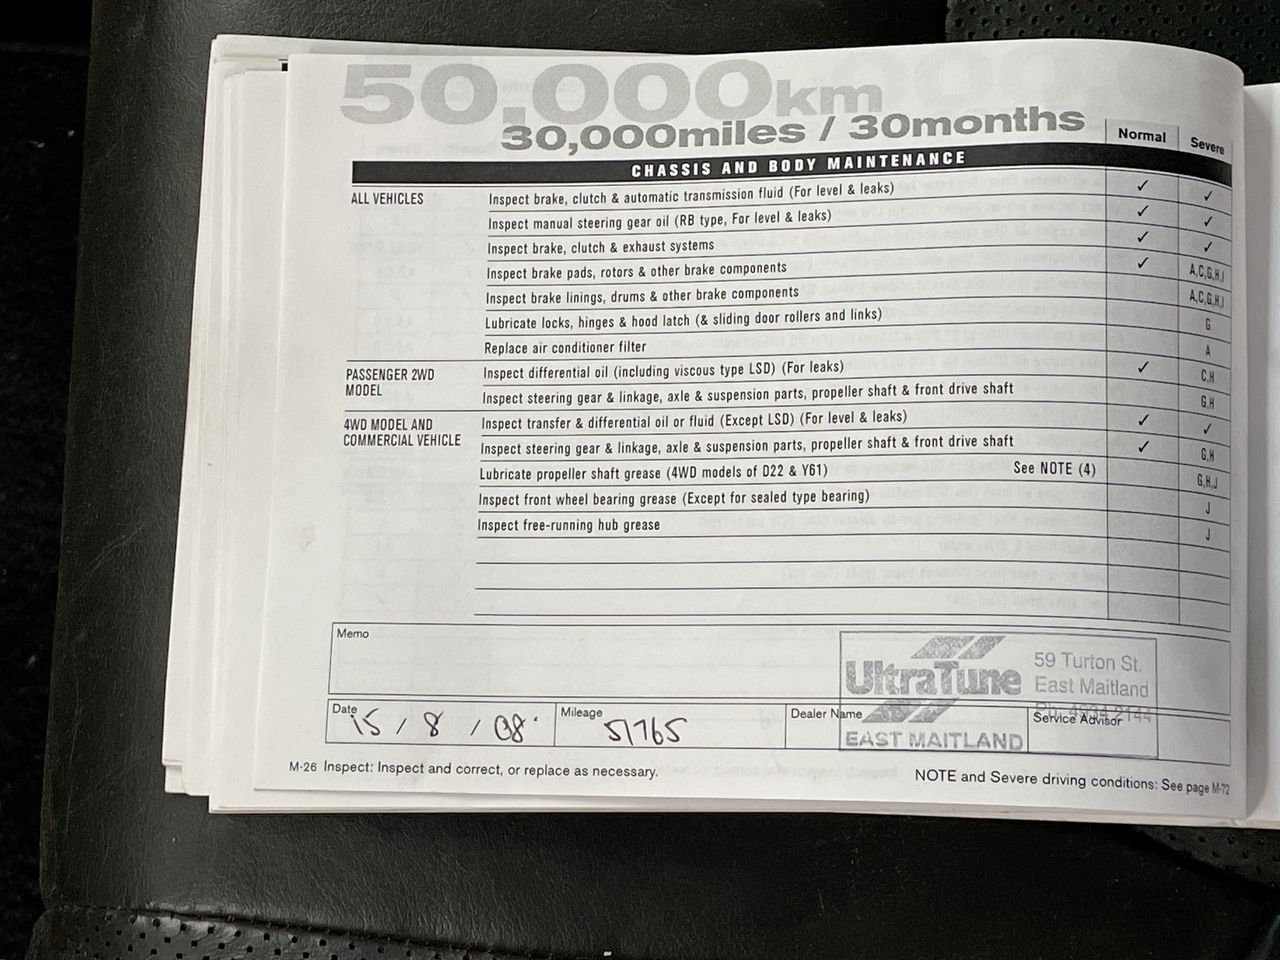 50,000km
30,000miles / 30months
Normal Severe
CHASSIS AND BODY MAINTENANCE
ALL VEHICLES Inspect brake, clutch & automatic transmission fluid (For level & leaks) ✓ ✓
Inspect manual steering gear oil (RB type, For level & leaks) ✓ ✓
Inspect brake, clutch & exhaust systems ✓ ✓
Inspect brake pads, rotors & other brake components ✓ A,C,G,H,I
Inspect brake linings, drums & other brake components A,C,G,H,I
Lubricate locks, hinges & hood latch (& sliding door rollers and links) G
Replace air conditioner filter A
PASSENGER 2WD Inspect differential oil (including viscous type LSD) (For leaks) ✓ C,H
MODEL Inspect steering gear & linkage, axle & suspension parts, propeller shaft & front drive shaft G,H
4WD MODEL AND Inspect transfer & differential oil or fluid (Except LSD) (For level & leaks) ✓ ✓
COMMERCIAL VEHICLE Inspect steering gear & linkage, axle & suspension parts, propeller shaft & front drive shaft ✓ G,H
Lubricate propeller shaft grease (4WD models of D22 & Y61) See NOTE (4) G,H,J
Inspect front wheel bearing grease (Except for sealed type bearing) J
Inspect free-running hub grease J
Memo
UltraTune 59 Turton St.
East Maitland
Ph. 4934 2144
EAST MAITLAND
Date 15 / 8 / 08 Mileage 51765 Dealer Name Service Advisor
M-26 Inspect: Inspect and correct, or replace as necessary. NOTE and Severe driving conditions: See page M-72